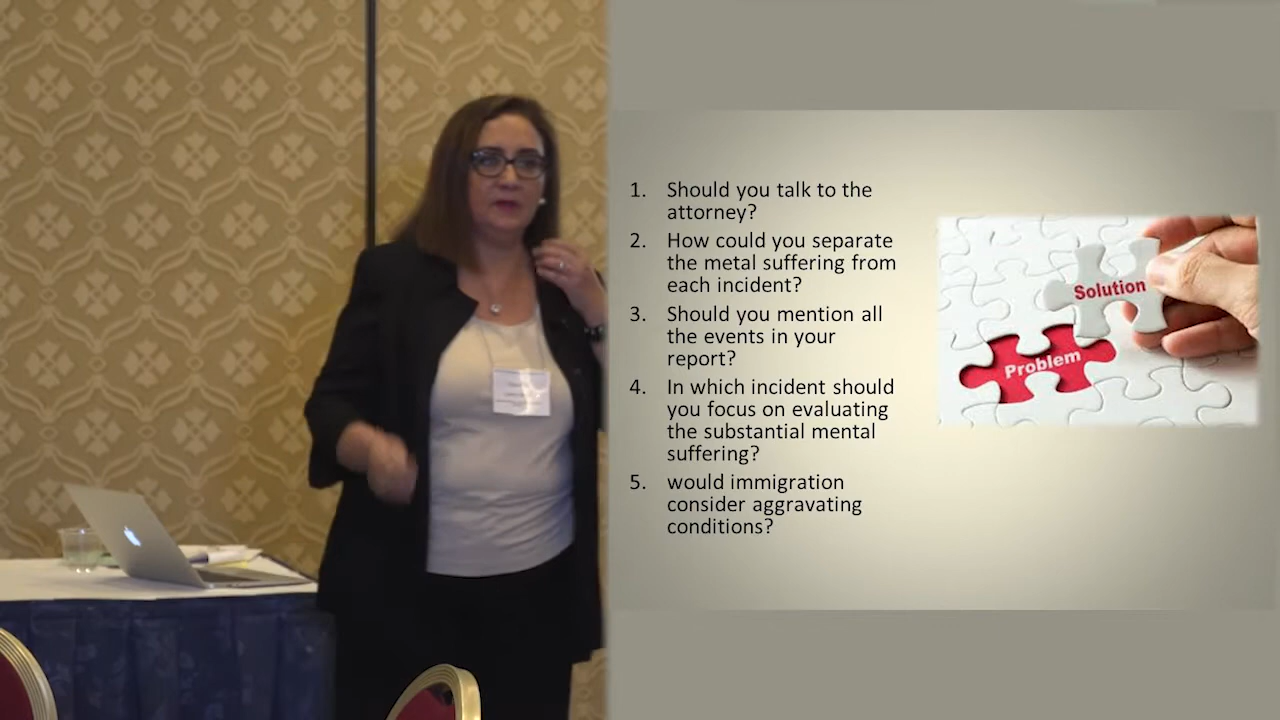 1. Should you talk to the
attorney?
2. How could you separate
the metal suffering from
each incident?
3. Should you mention all
the events in your
report?
4. In which incident should
you focus on evaluating
the substantial mental
suffering?
5. would immigration
consider aggravating
conditions?
Solution
Problem